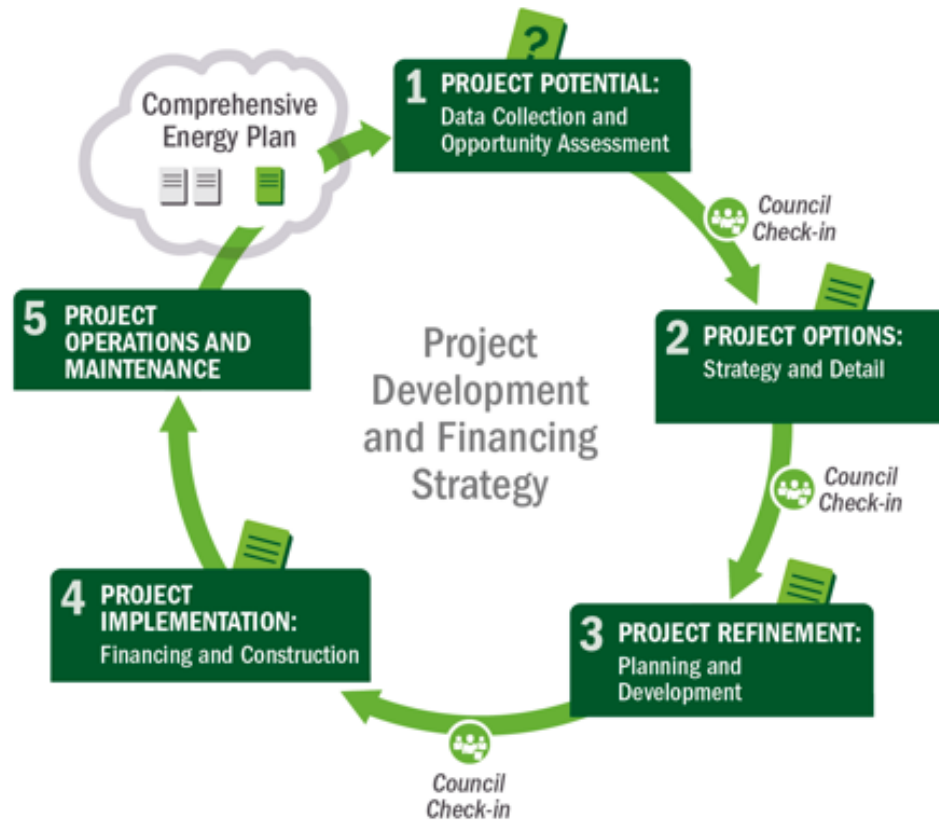 Comprehensive
Energy Plan
?
1 PROJECT POTENTIAL:
Data Collection and
Opportunity Assessment
Council
Check-in
2 PROJECT OPTIONS:
Strategy and Detail
Council
Check-in
3 PROJECT REFINEMENT:
Planning and
Development
Council
Check-in
4 PROJECT
IMPLEMENTATION:
Financing and Construction
5 PROJECT
OPERATIONS AND
MAINTENANCE
Project
Development
and Financing
Strategy